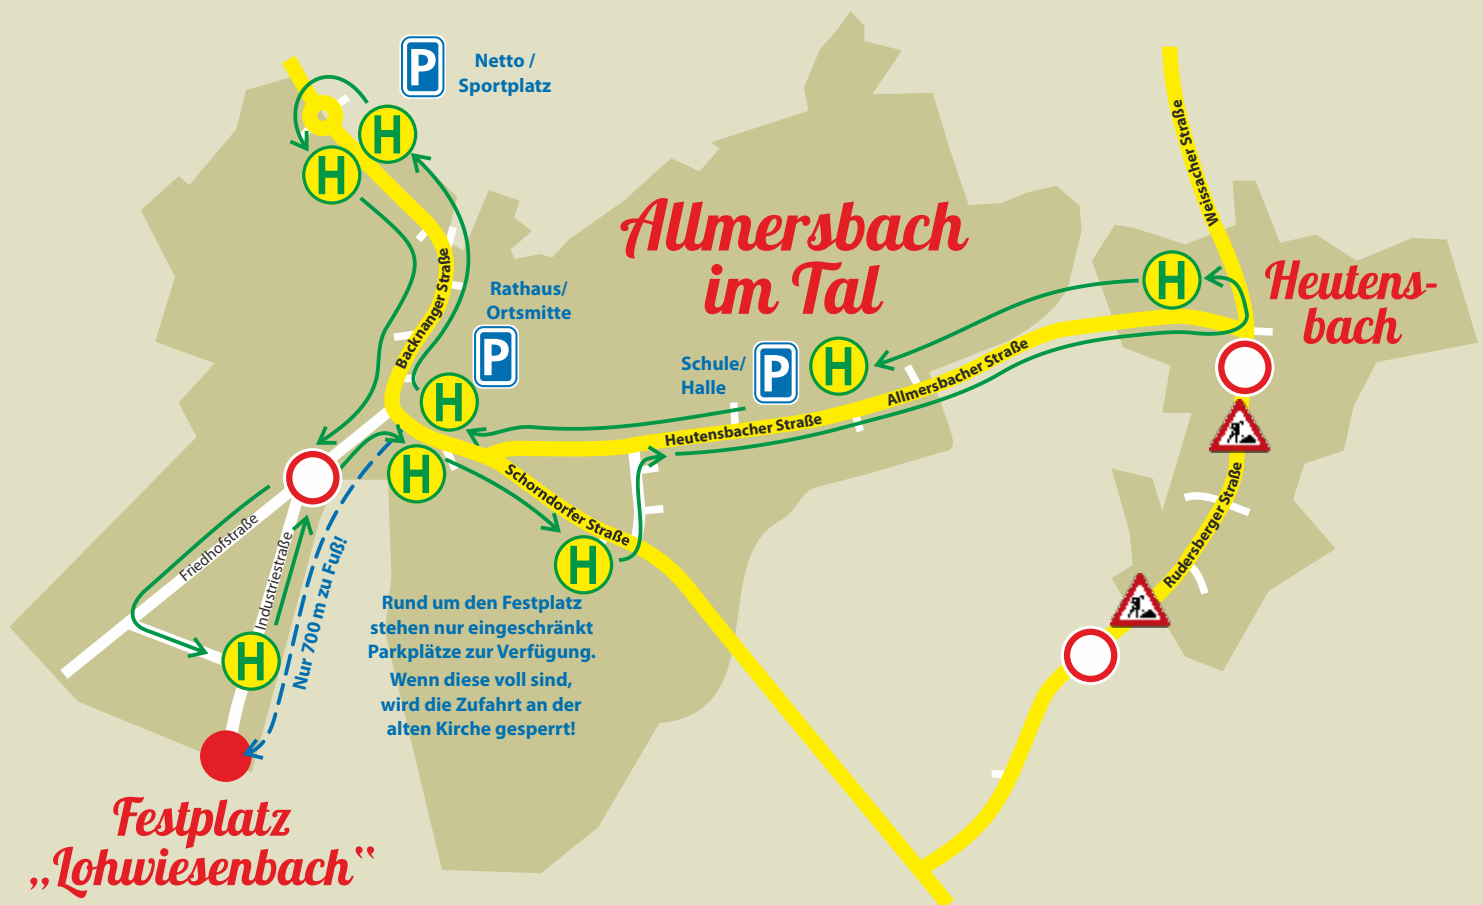 P
Netto /
Sportplatz
H
H
Weissacher Straße
Allmersbach
im Tal
Backnanger Straße
Rathaus/
Ortsmitte
P
H
Heutens-
bach
Schule/
Halle
P
H
Allmersbacher Straße
H
Heutensbacher Straße
H
Schorndorfer Straße
H
Rudersberger Straße
Friedhofstraße
Industriestraße
Nur 700 m zu Fuß!
H
Rund um den Festplatz
stehen nur eingeschränkt
Parkplätze zur Verfügung.
Wenn diese voll sind,
wird die Zufahrt an der
alten Kirche gesperrt!
Festplatz
„Lohwiesenbach“